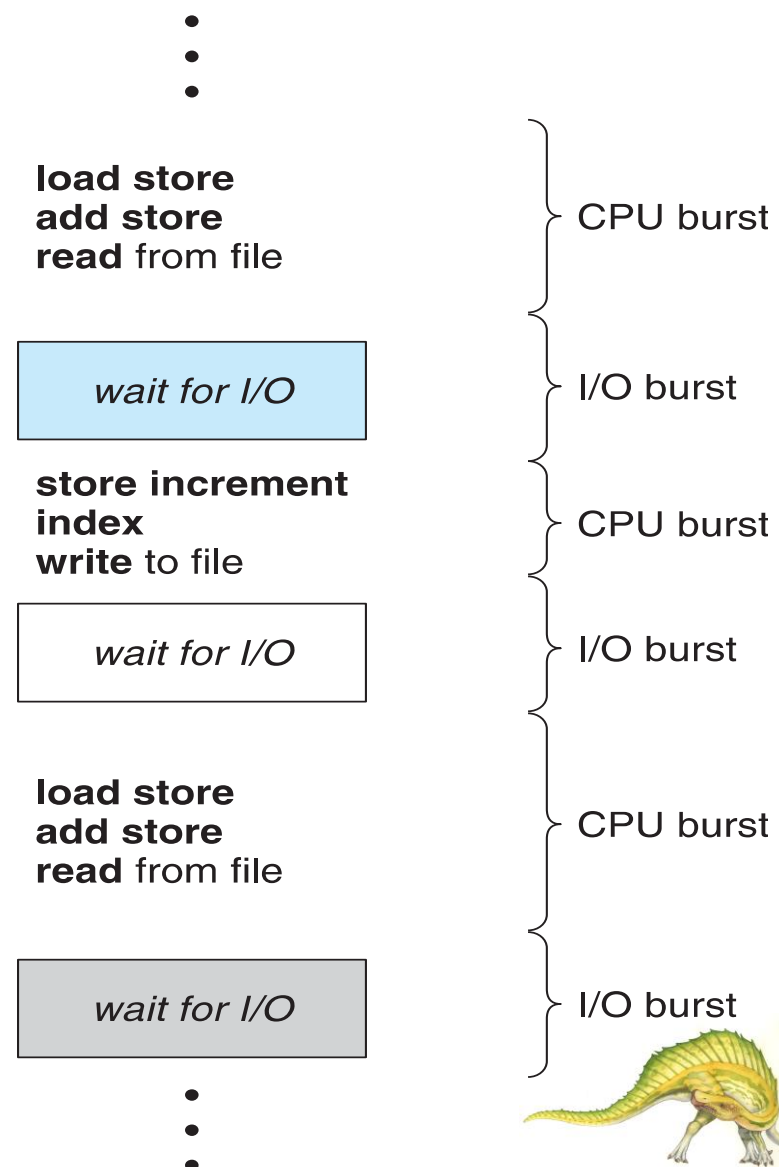 load store
add store
read from file
CPU burst
wait for I/O
I/O burst
store increment
index
write to file
CPU burst
wait for I/O
I/O burst
load store
add store
read from file
CPU burst
wait for I/O
I/O burst